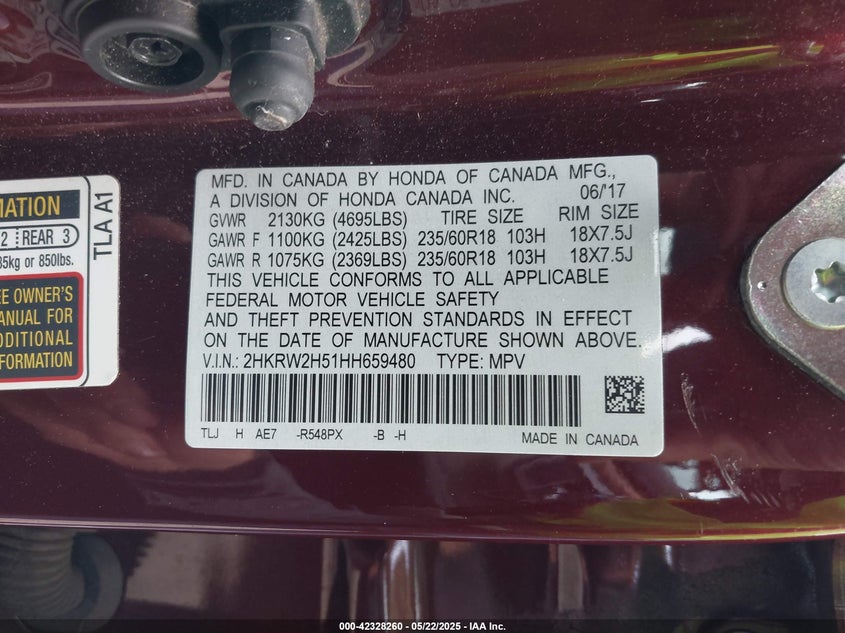 MATION
2 REAR 3
35kg or 850lbs.
EE OWNER'S
ANUAL FOR
DDITIONAL
NFORMATION
TLA A1
MFD. IN CANADA BY HONDA OF CANADA MFG.,
A DIVISION OF HONDA CANADA INC. 06/'17
GVWR 2130KG (4695LBS) TIRE SIZE RIM SIZE
GAWR F 1100KG (2425LBS) 235/60R18 103H 18X7.5J
GAWR R 1075KG (2369LBS) 235/60R18 103H 18X7.5J
THIS VEHICLE CONFORMS TO ALL APPLICABLE
FEDERAL MOTOR VEHICLE SAFETY
AND THEFT PREVENTION STANDARDS IN EFFECT
ON THE DATE OF MANUFACTURE SHOWN ABOVE.
V.I.N.: 2HKRW2H51HH659480 TYPE: MPV
TLJ H AE7 -R548PX -B -H MADE IN CANADA
000-42328260 - 05/22/2025 - IAA Inc.